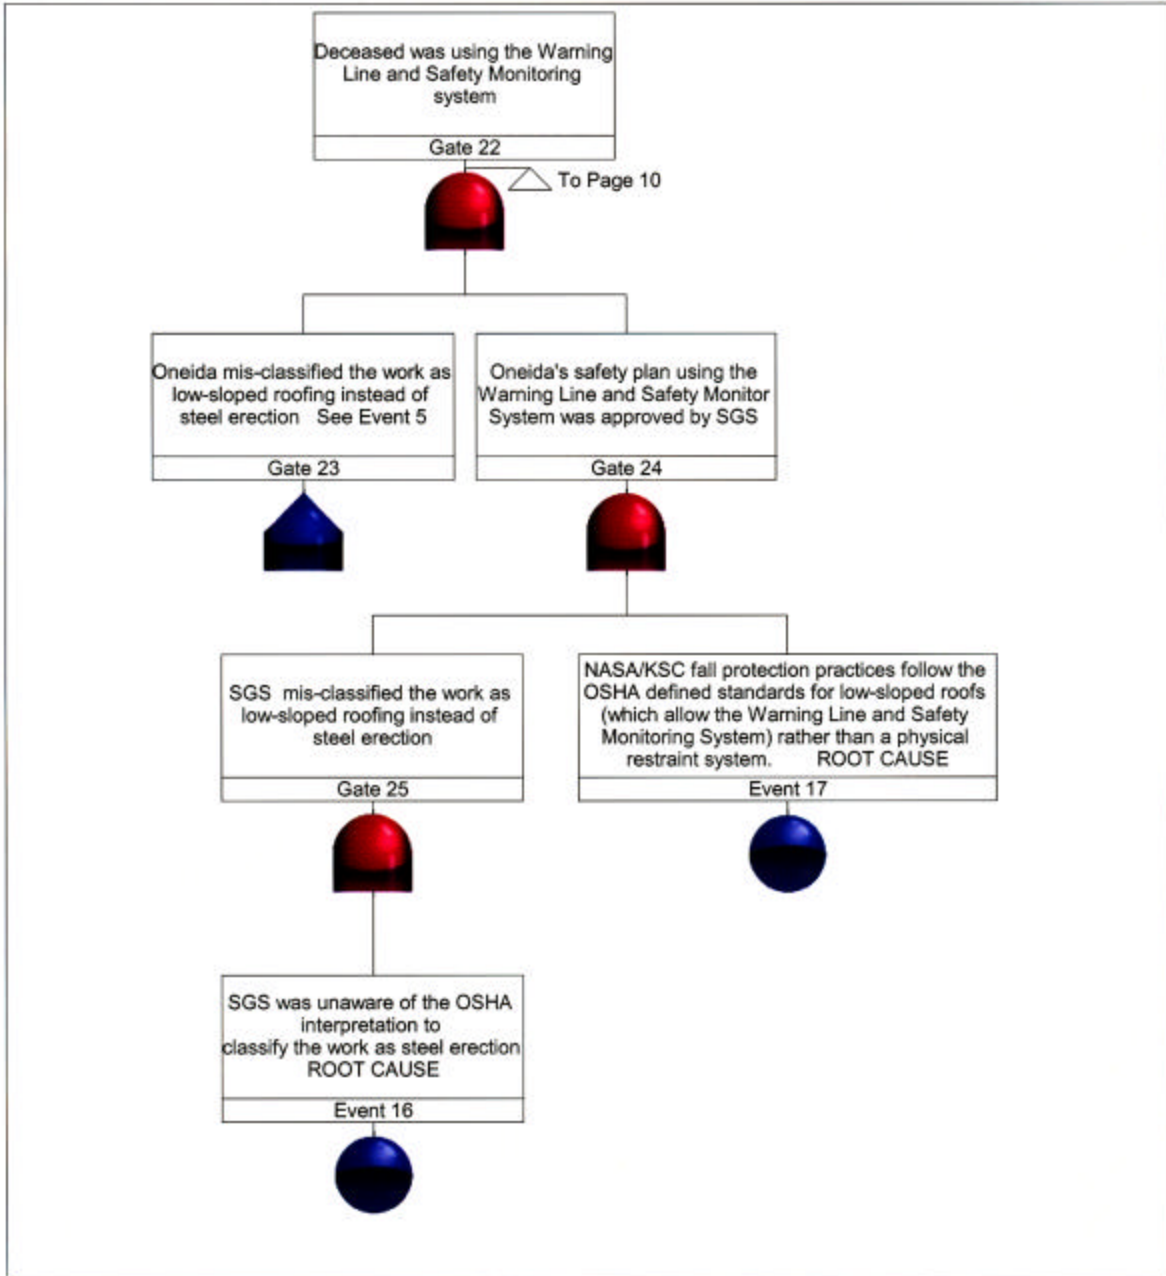 Deceased was using the Warning
Line and Safety Monitoring
system
Gate 22
To Page 10
Oneida mis-classified the work as
low-sloped roofing instead of
steel erection See Event 5
Gate 23
Oneida's safety plan using the
Warning Line and Safety Monitor
System was approved by SGS
Gate 24
SGS mis-classified the work as
low-sloped roofing instead of
steel erection
Gate 25
NASA/KSC fall protection practices follow the
OSHA defined standards for low-sloped roofs
(which allow the Warning Line and Safety
Monitoring System) rather than a physical
restraint system. ROOT CAUSE
Event 17
SGS was unaware of the OSHA
interpretation to
classify the work as steel erection
ROOT CAUSE
Event 16